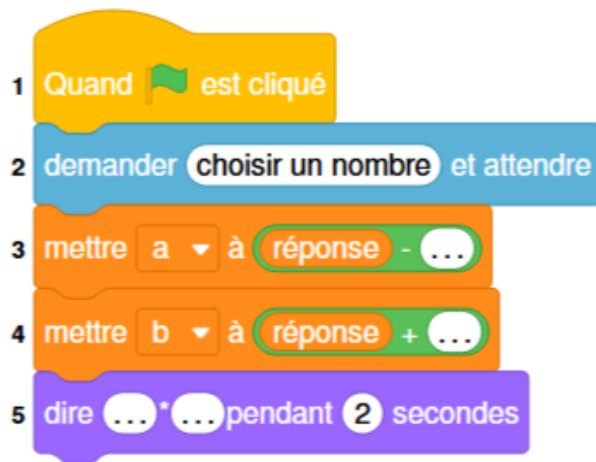 1 Quand est cliqué
2 demander choisir un nombre et attendre
3 mettre a à réponse - ...
4 mettre b à réponse + ...
5 dire ... * ... pendant 2 secondes